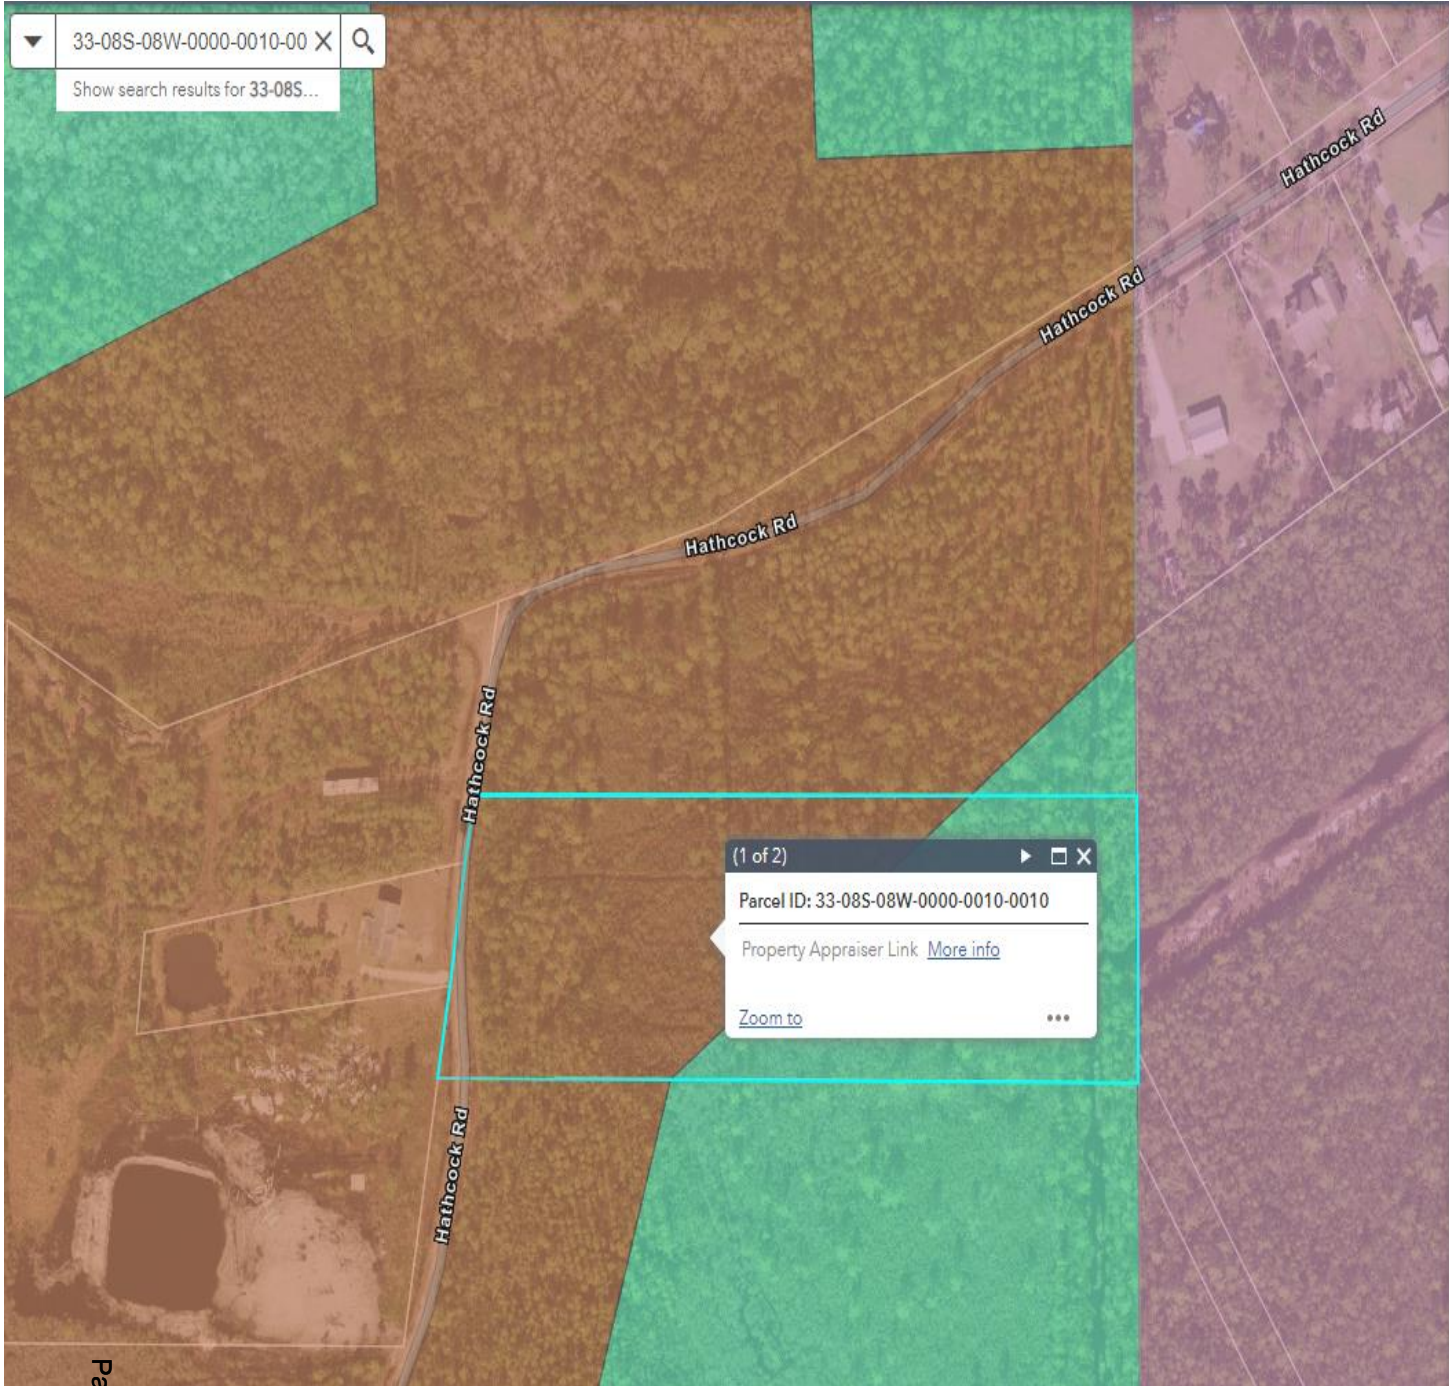 33-08S-08W-0000-0010-00
Show search results for 33-08S...
Hathcock Rd
Hathcock Rd
Hathcock Rd
Hathcock Rd
(1 of 2)
Parcel ID: 33-08S-08W-0000-0010-0010
Property Appraiser Link More info
Zoom to
Hathcock Rd
Pa